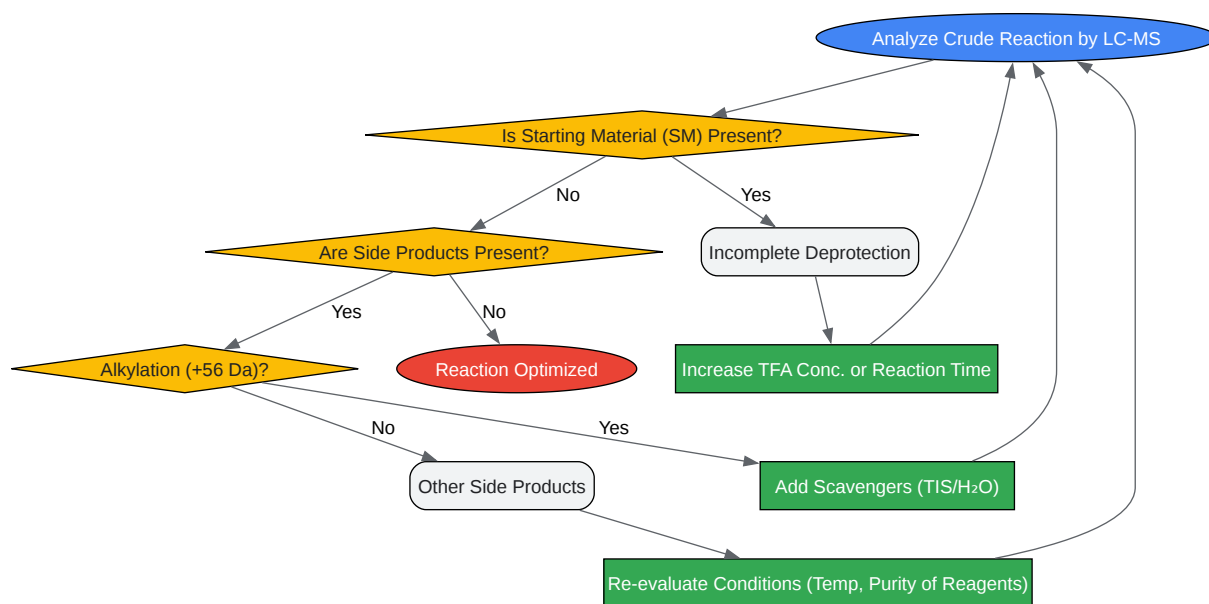 Analyze Crude Reaction by LC-MS
Is Starting Material (SM) Present?
No
Yes
Are Side Products Present?
Incomplete Deprotection
Yes
No
Alkylation (+56 Da)?
Reaction Optimized
Increase TFA Conc. or Reaction Time
No
Yes
Other Side Products
Add Scavengers (TIS/H₂O)
Re-evaluate Conditions (Temp, Purity of Reagents)